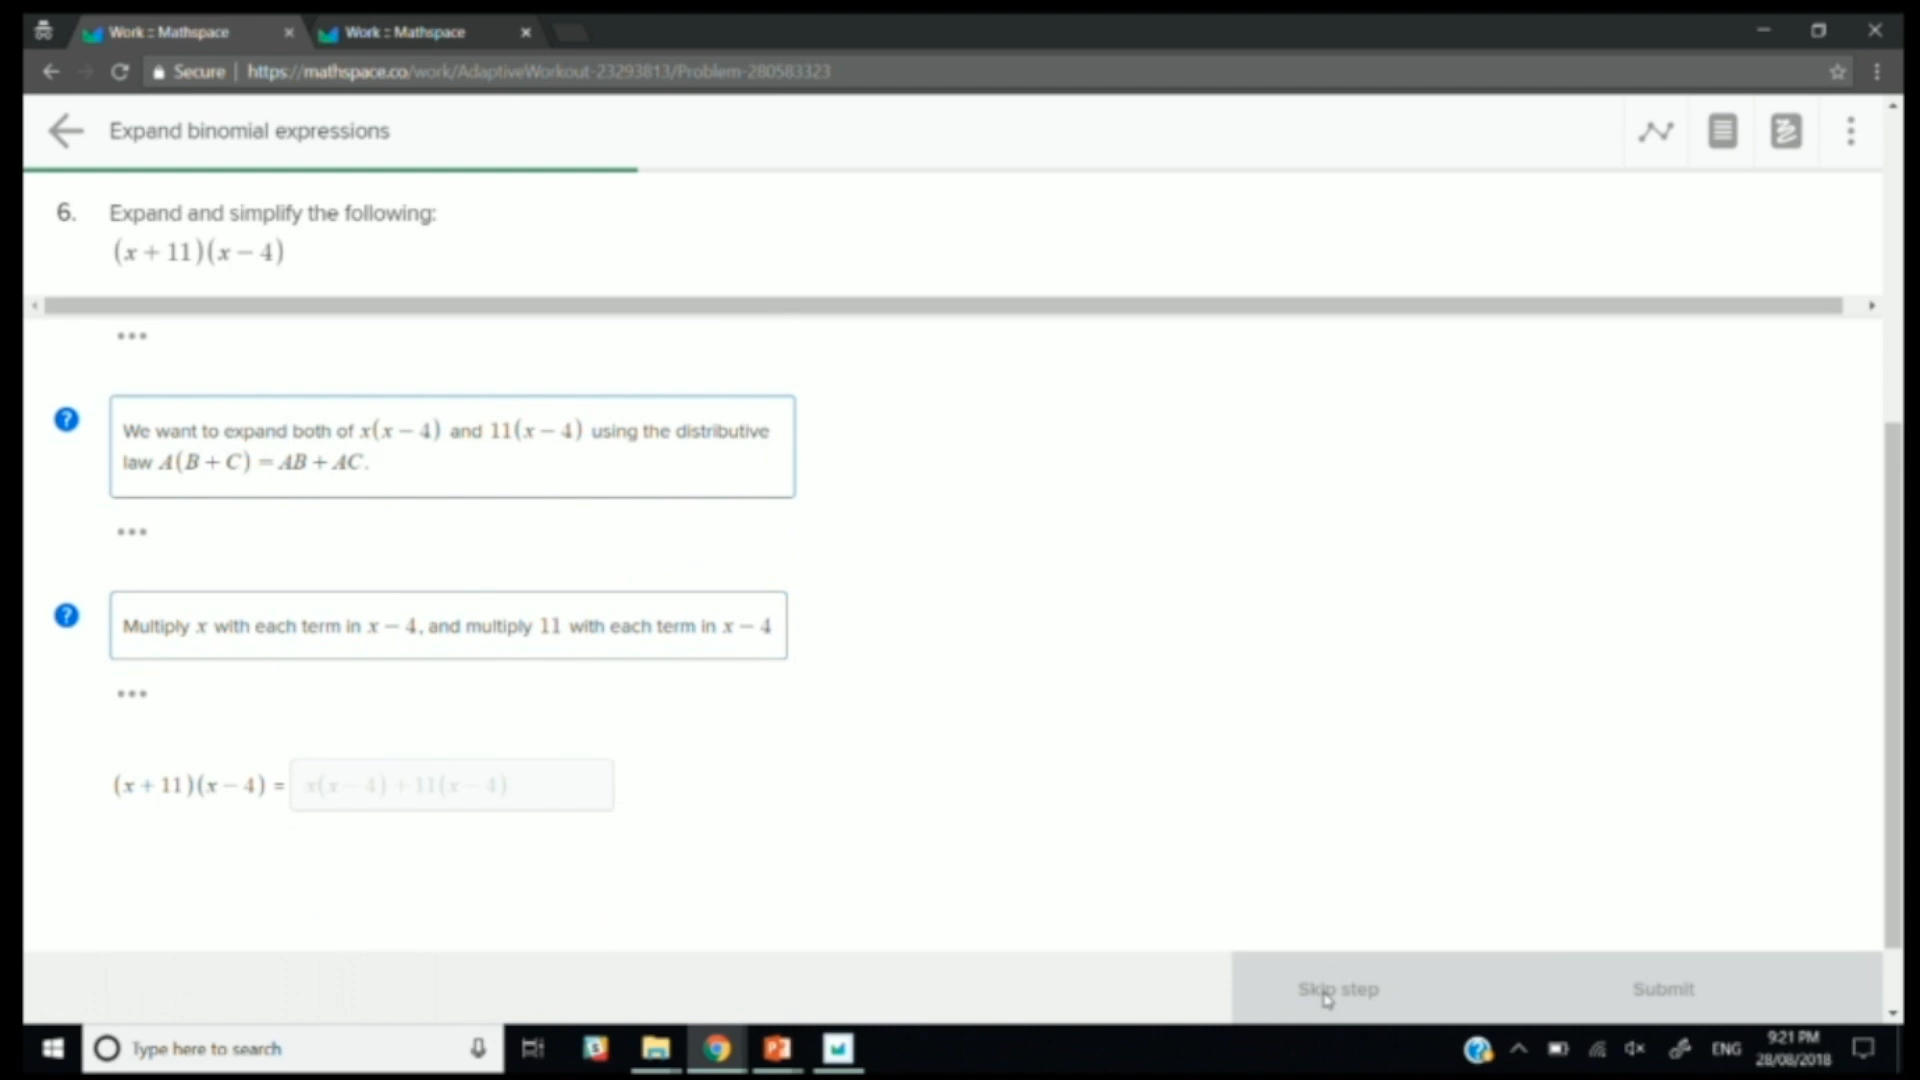 Work :: Mathspace
Work :: Mathspace
Secure | https://mathspace.co/work/AdaptiveWorkout-23293813/Problem-280583323
Expand binomial expressions
6. Expand and simplify the following:
(x + 11)(x − 4)
We want to expand both of x(x − 4) and 11(x − 4) using the distributive
law A(B + C) = AB + AC.
Multiply x with each term in x − 4, and multiply 11 with each term in x − 4
(x + 11)(x − 4) = x(x − 4) + 11(x − 4)
Skip step
Submit
Type here to search
ENG
9:21 PM
28/08/2018